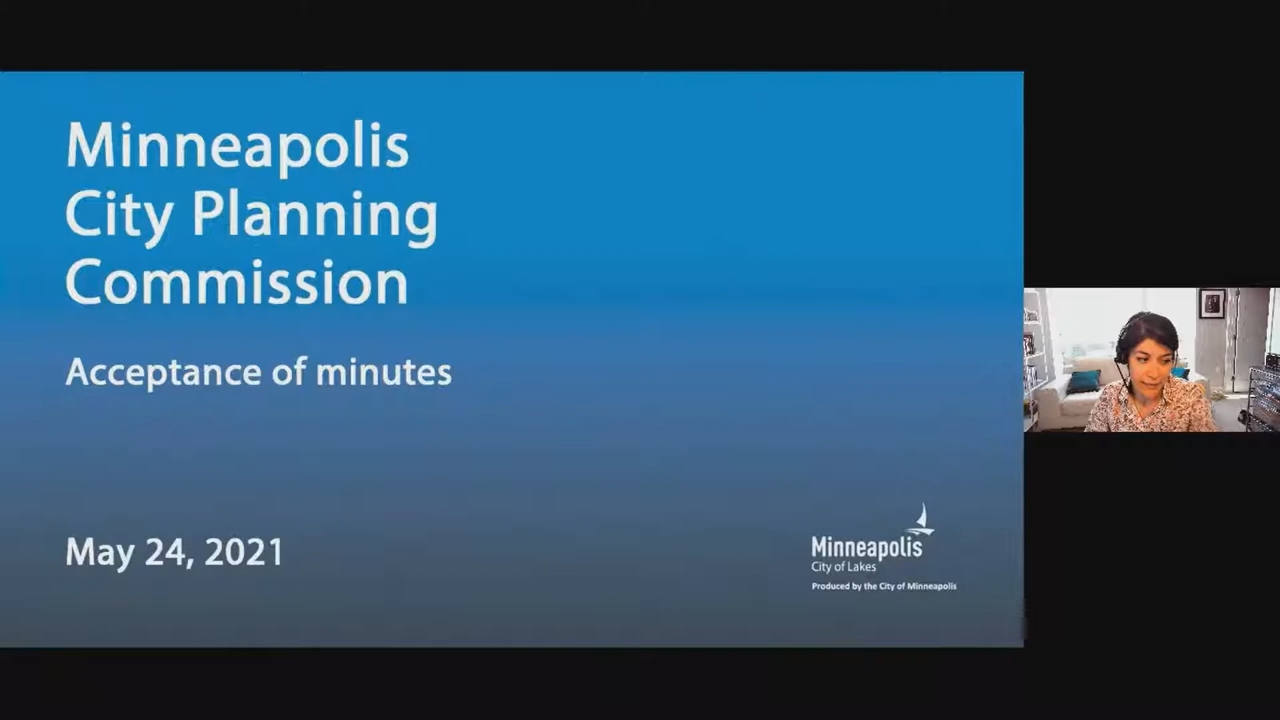 Minneapolis
City Planning
Commission
Acceptance of minutes
May 24, 2021
Minneapolis
City of Lakes
Produced by the City of Minneapolis